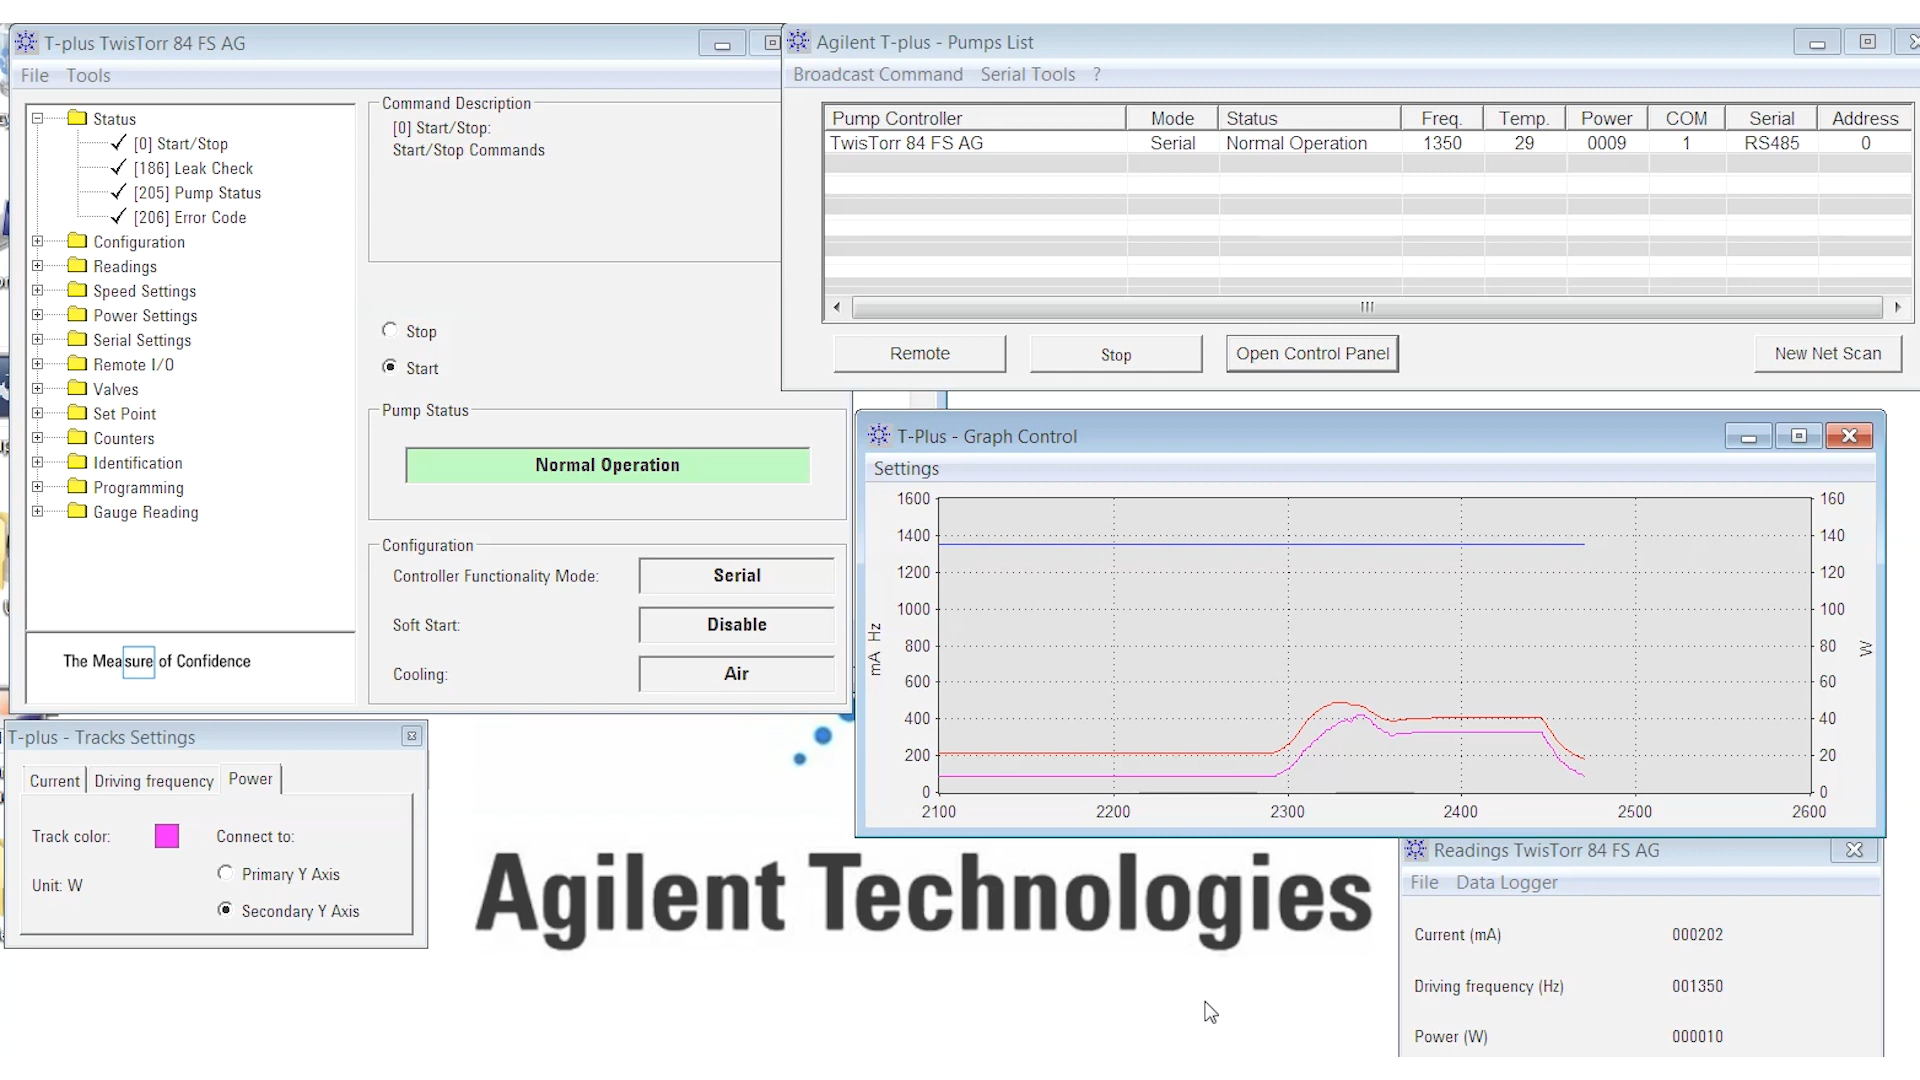 T-plus TwisTorr 84 FS AG
File Tools
Status
[0] Start/Stop
[186] Leak Check
[205] Pump Status
[206] Error Code
Configuration
Readings
Speed Settings
Power Settings
Serial Settings
Remote I/O
Valves
Set Point
Counters
Identification
Programming
Gauge Reading
The Measure of Confidence
Command Description
[0] Start/Stop:
Start/Stop Commands
Stop
Start
Pump Status
Normal Operation
Configuration
Controller Functionality Mode: Serial
Soft Start: Disable
Cooling: Air
Agilent T-plus - Pumps List
Broadcast Command Serial Tools ?
Pump Controller Mode Status Freq. Temp. Power COM Serial Address
TwisTorr 84 FS AG Serial Normal Operation 1350 29 0009 1 RS485 0
Remote Stop Open Control Panel New Net Scan
T-Plus - Graph Control
Settings
1600 160
1400 140
1200 120
1000 100
800 80
600 60
400 40
200 20
0 0
mA Hz
W
2100 2200 2300 2400 2500 2600
T-plus - Tracks Settings
Current Driving frequency Power
Track color: Connect to:
Primary Y Axis
Unit: W
Secondary Y Axis
Agilent Technologies
Readings TwisTorr 84 FS AG
File Data Logger
Current (mA) 000202
Driving frequency (Hz) 001350
Power (W) 000010